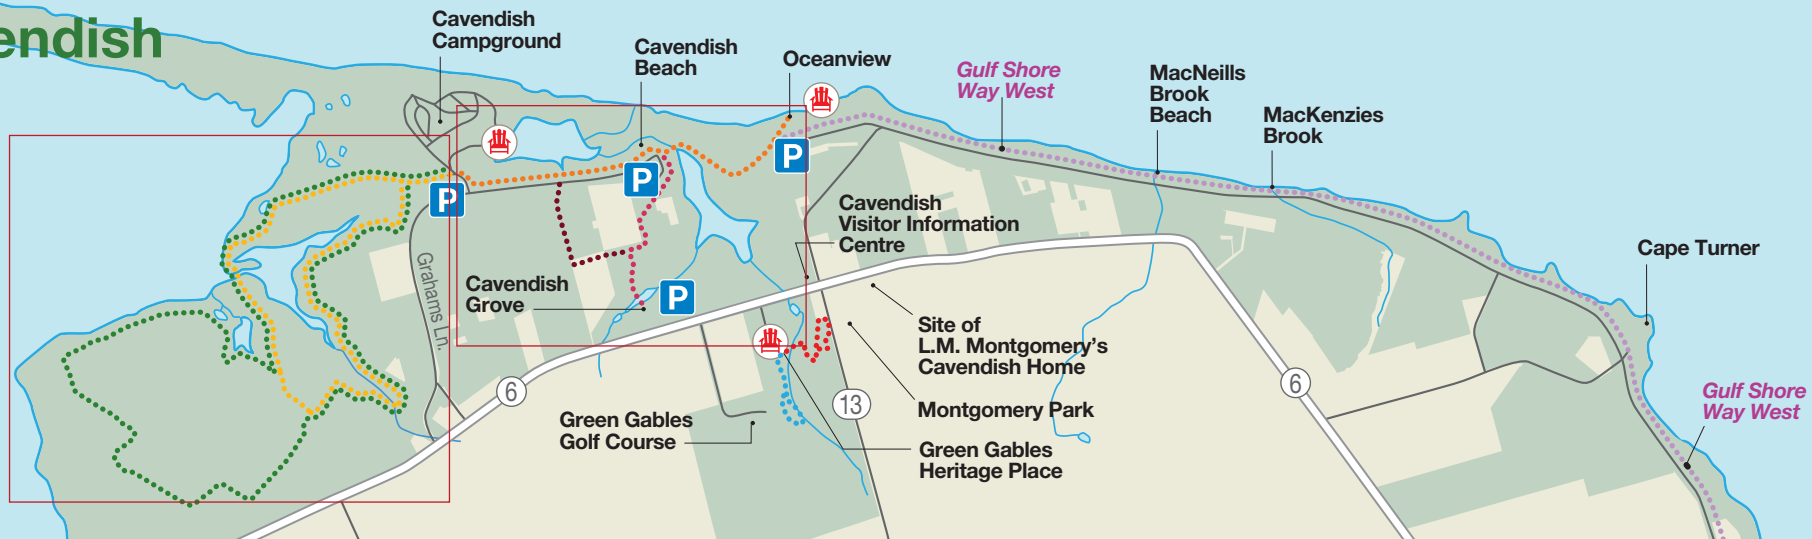 endish
Cavendish
Campground
Cavendish
Beach
Oceanview
Gulf Shore
Way West
MacNeills
Brook
Beach
MacKenzies
Brook
P
P
P
Cavendish
Visitor Information
Centre
Cape Turner
Grahams Ln.
Cavendish
Grove
P
Site of
L.M. Montgomery's
Cavendish Home
6
6
13
Montgomery Park
Green Gables
Golf Course
Green Gables
Heritage Place
Gulf Shore
Way West